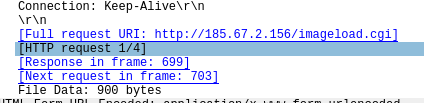 Connection: Keep-Alive\r\n
\r\n
[Full request URI: http://185.67.2.156/imageload.cgi]
[HTTP request 1/4]
[Response in frame: 699]
[Next request in frame: 703]
File Data: 900 bytes
HTML Form URL Encoded: application/x-www-form-urlencoded